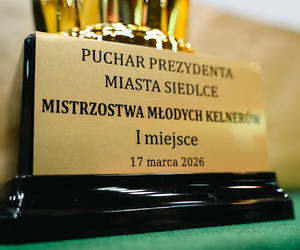 PUCHAR PREZYDENTA
MIASTA SIEDLCE
MISTRZOSTWA MŁODYCH KELNERÓW
I miejsce
17 marca 2026